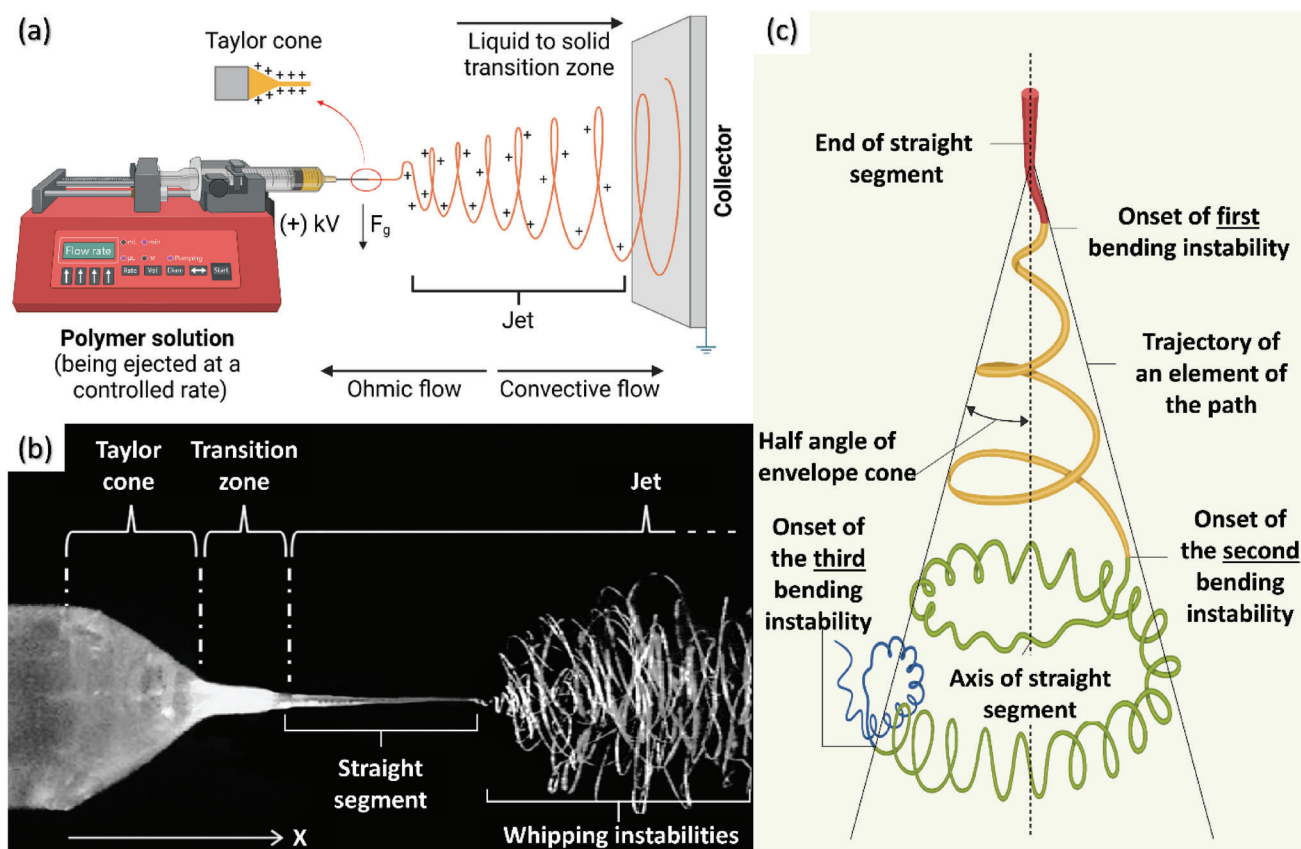 (a)
Taylor cone
Liquid to solid
transition zone
Collector
(+) kV
Fg
Flow rate
mL
min
µL
hr
Pumping
Rate
Vol
Diam
Start
Jet
Polymer solution
(being ejected at a
controlled rate)
Ohmic flow
Convective flow
(b)
Taylor
cone
Transition
zone
Jet
Straight
segment
Whipping instabilities
X
(c)
End of straight
segment
Onset of first
bending instability
Trajectory of
an element of
the path
Half angle of
envelope cone
Onset of
the third
bending
instability
Onset of
the second
bending
instability
Axis of straight
segment